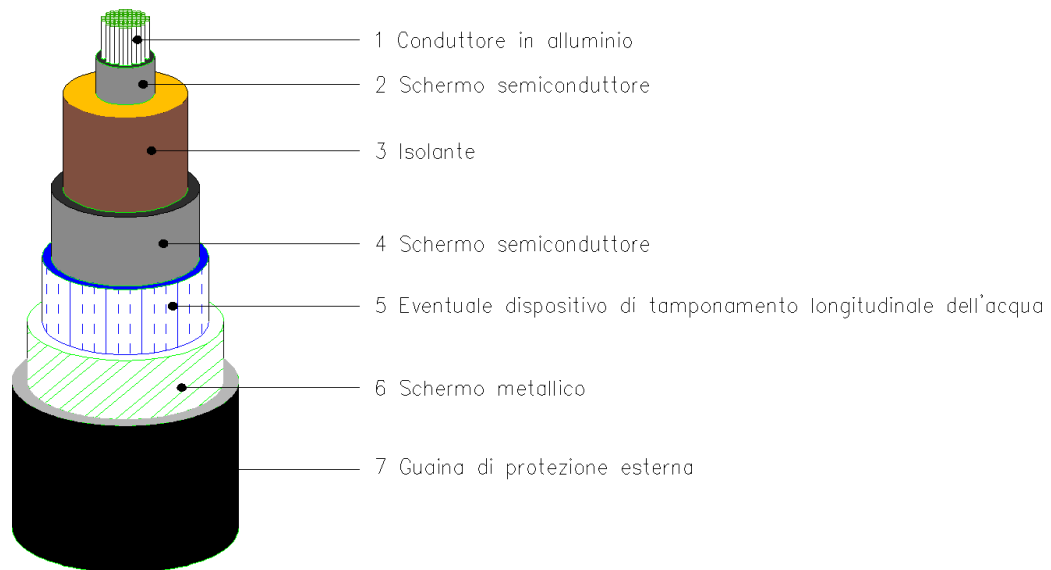 1 Conduttore in alluminio
2 Schermo semiconduttore
3 Isolante
4 Schermo semiconduttore
5 Eventuale dispositivo di tamponamento longitudinale dell'acqua
6 Schermo metallico
7 Guaina di protezione esterna